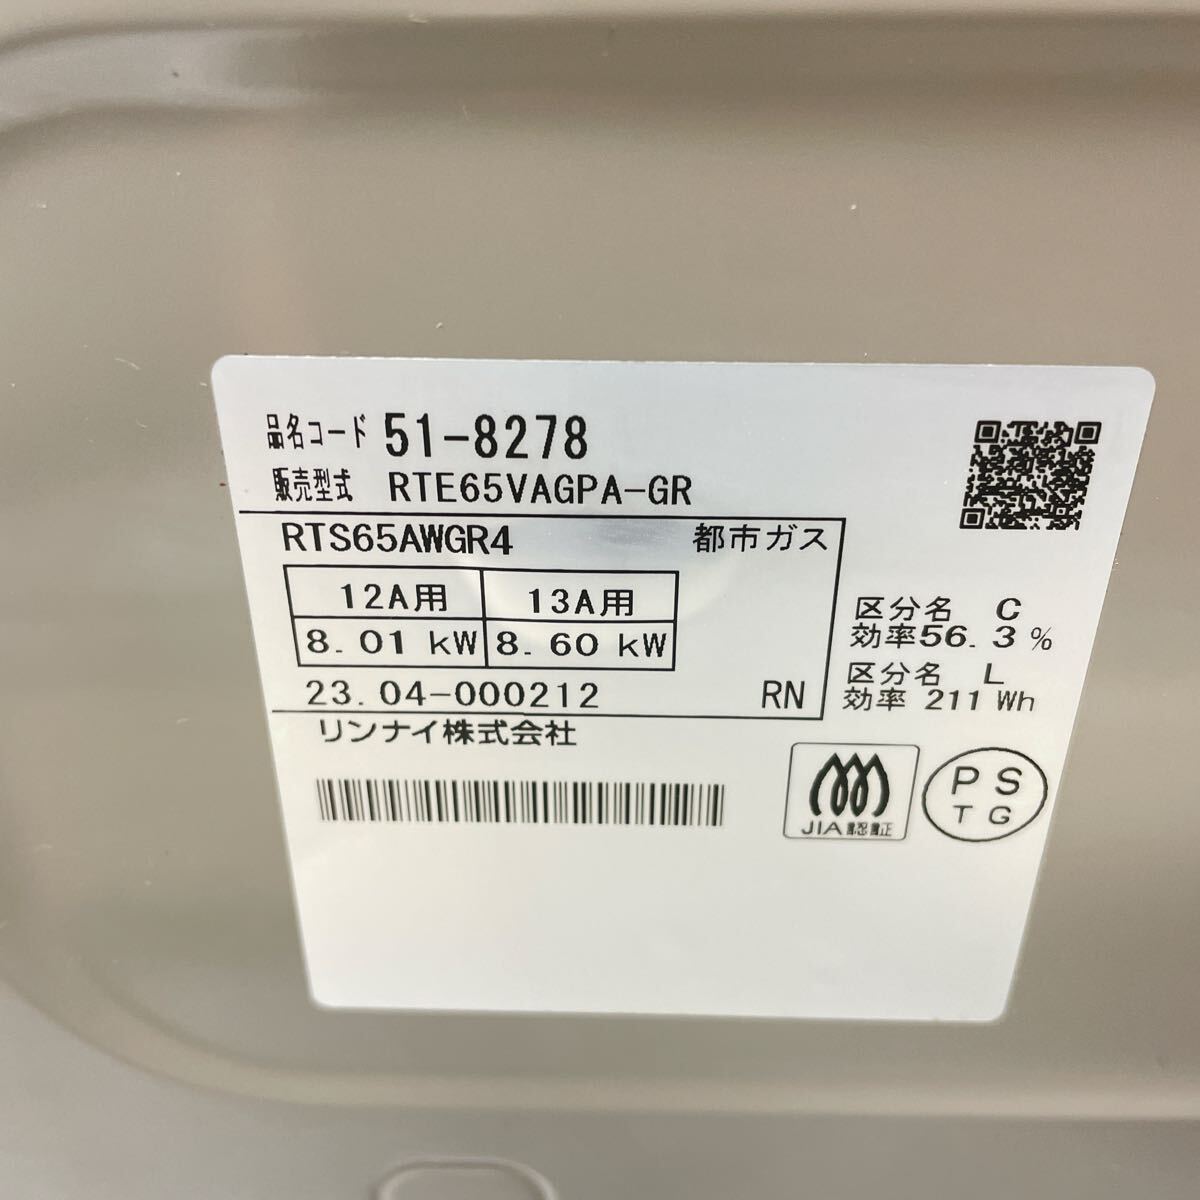 品名コード 51-8278
販売型式 RTE65VAGPA-GR
RTS65AWGR4 都市ガス
12A用 13A用
8.01 kW 8.60 kW
23.04-000212 RN
リンナイ株式会社
区分名 C
効率56.3%
区分名 L
効率 211 Wh
JIA 認証
PS
TG